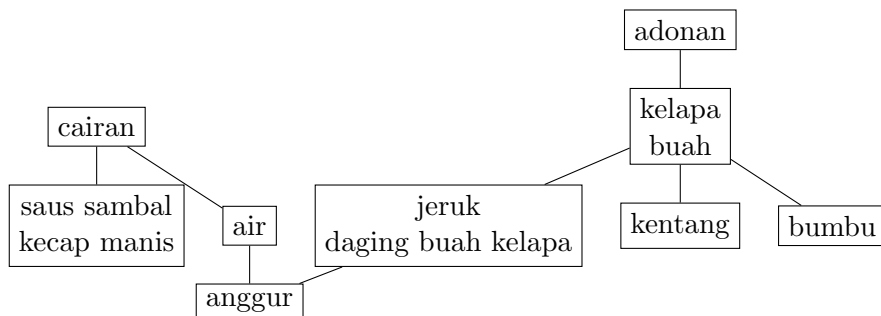 adonan
kelapa
buah
cairan
saus sambal
kecap manis
air
jeruk
daging buah kelapa
kentang
bumbu
anggur